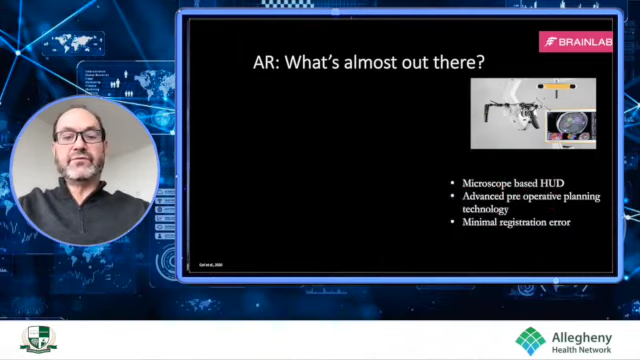 BRAINLAB
AR: What's almost out there?
• Microscope based HUD
• Advanced pre operative planning
technology
• Minimal registration error
Allegheny
Health Network